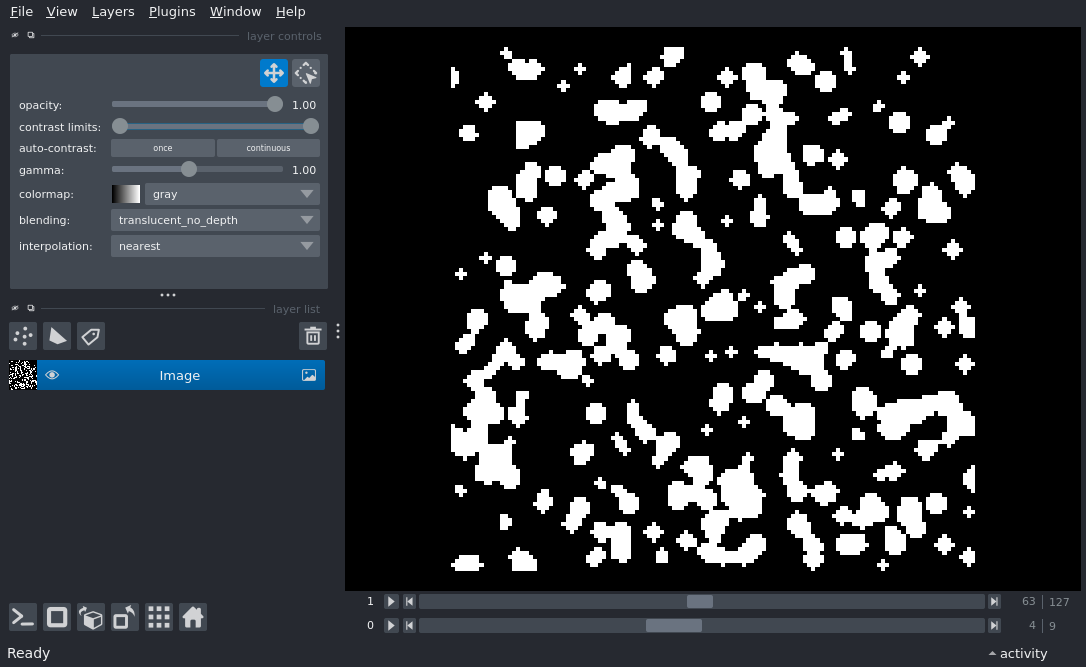 File View Layers Plugins Window Help
layer controls
opacity: 1.00
contrast limits:
auto-contrast: once continuous
gamma: 1.00
colormap: gray
blending: translucent_no_depth
interpolation: nearest
layer list
Image
1 63 127
0 4 9
Ready activity